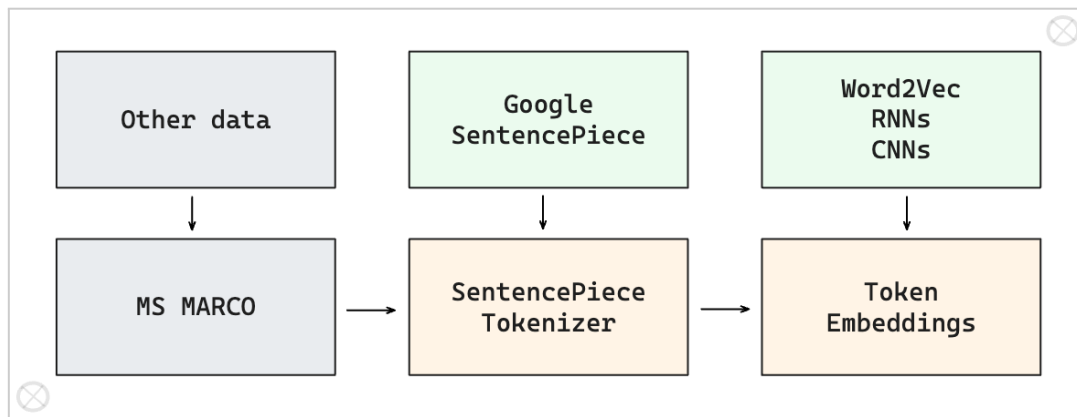 Other data
Google
SentencePiece
Word2Vec
RNNs
CNNs
MS MARCO
SentencePiece
Tokenizer
Token
Embeddings